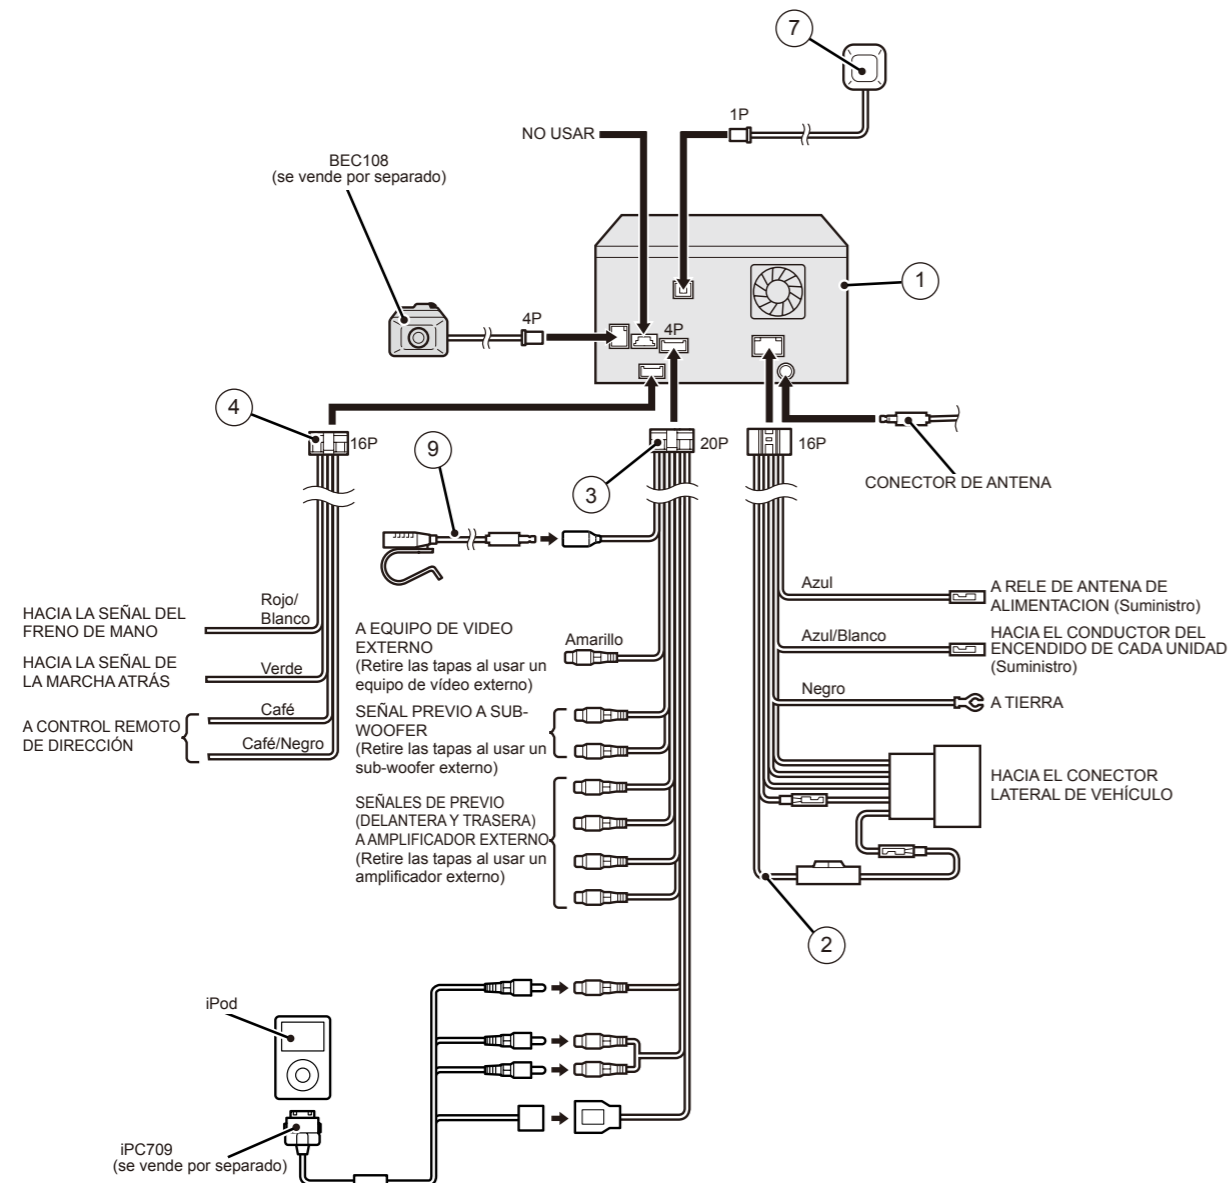 7
1P
NO USAR
BEC108
(se vende por separado)
1
4P
4P
4
16P
9
3
20P
16P
CONECTOR DE ANTENA
Rojo/
Blanco
HACIA LA SEÑAL DEL
FRENO DE MANO
HACIA LA SEÑAL DE
LA MARCHA ATRÁS
Verde
Café
A CONTROL REMOTO
DE DIRECCIÓN
Café/Negro
A EQUIPO DE VIDEO
EXTERNO
(Retire las tapas al usar un
equipo de vídeo externo)
Amarillo
SEÑAL PREVIO A SUB-
WOOFER
(Retire las tapas al usar un
sub-woofer externo)
SEÑALES DE PREVIO
(DELANTERA Y TRASERA)
A AMPLIFICADOR EXTERNO
(Retire las tapas al usar un
amplificador externo)
Azul
A RELE DE ANTENA DE
ALIMENTACION (Suministro)
Azul/Blanco
HACIA EL CONDUCTOR DEL
ENCENDIDO DE CADA UNIDAD
(Suministro)
Negro
A TIERRA
HACIA EL CONECTOR
LATERAL DE VEHÍCULO
2
iPod
iPC709
(se vende por separado)